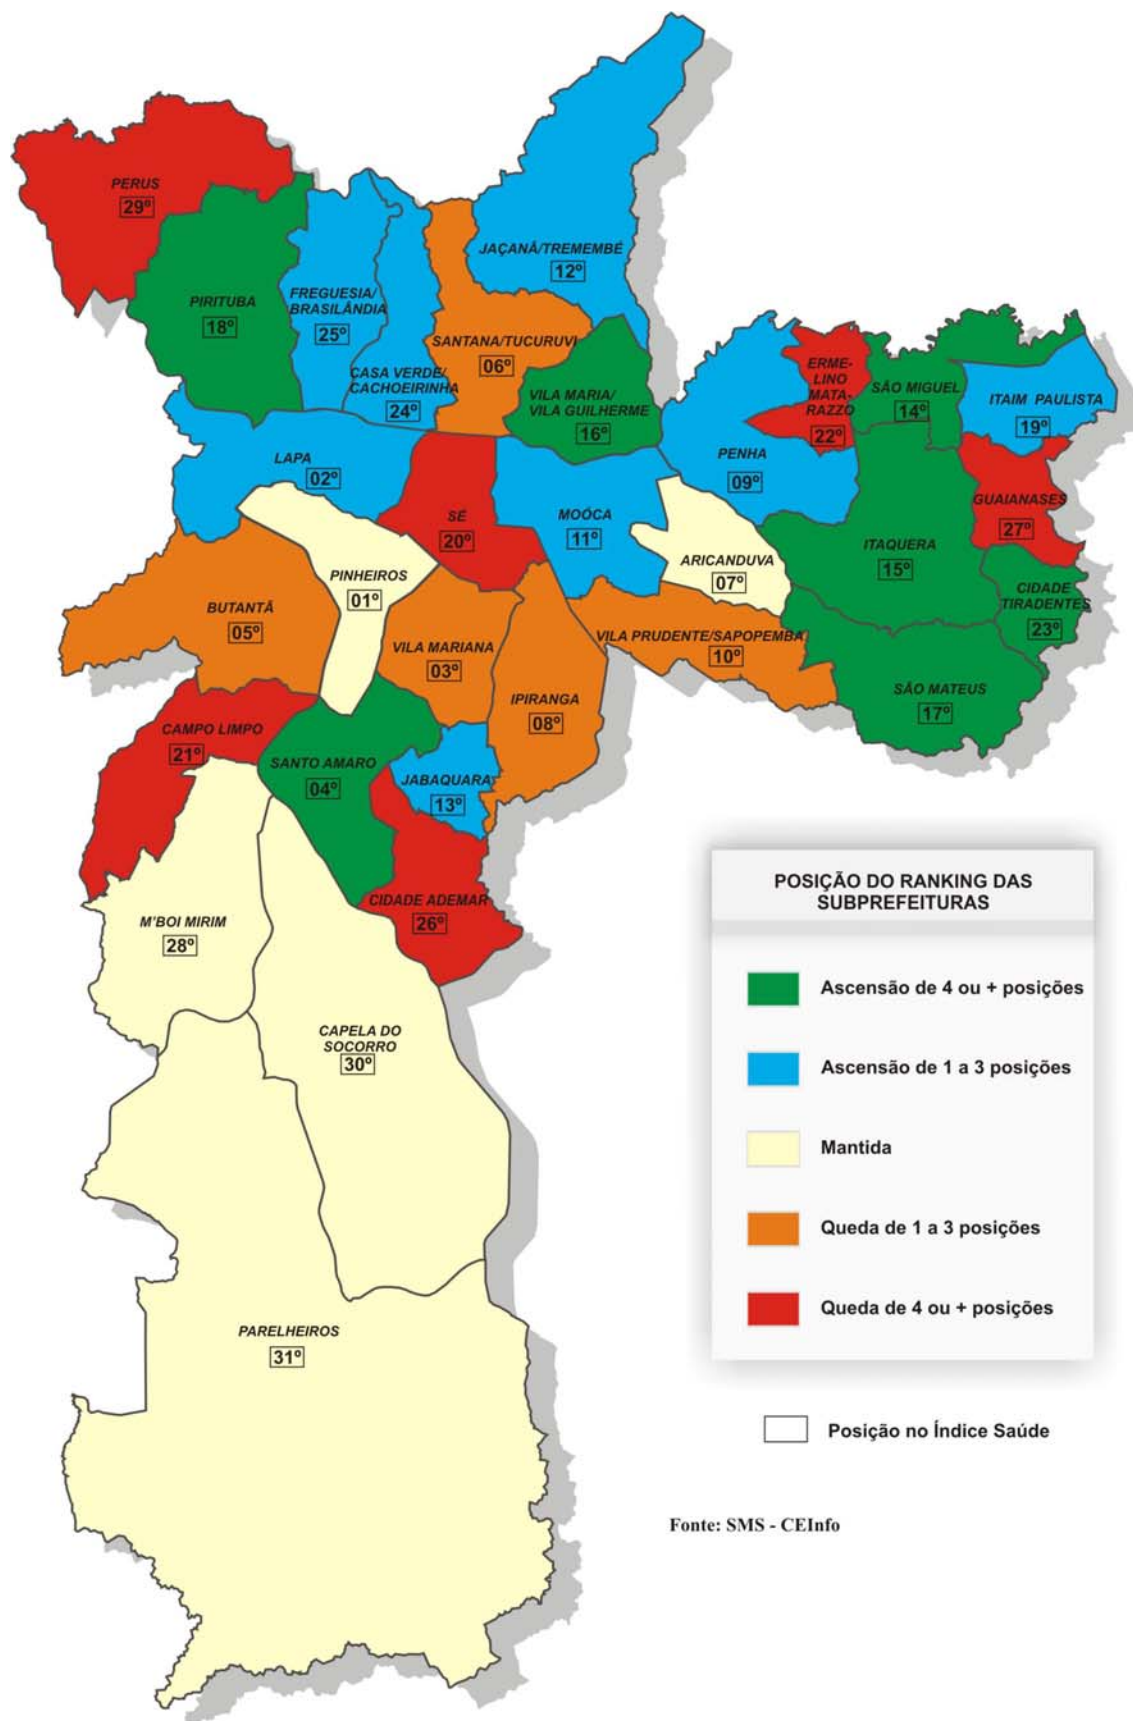 PERUS
29º
PIRITUBA
18º
FREGUESIA/
BRASILÂNDIA
25º
CASA VERDE/
CACHOEIRINHA
24º
SANTANA/TUCURUVI
06º
JAÇANÃ/TREMEMBÉ
12º
VILA MARIA/
VILA GUILHERME
16º
PENHA
09º
ERME-
LINO
MATA-
RAZZO
22º
SÃO MIGUEL
14º
ITAIM PAULISTA
19º
LAPA
02º
SÉ
20º
MOÓCA
11º
ARICANDUVA
07º
ITAQUERA
15º
GUAIANASES
27º
CIDADE
TIRADENTES
23º
PINHEIROS
01º
BUTANTÃ
05º
VILA MARIANA
03º
IPIRANGA
08º
VILA PRUDENTE/SAPOPEMBA
10º
SÃO MATEUS
17º
CAMPO LIMPO
21º
SANTO AMARO
04º
JABAQUARA
13º
CIDADE ADEMAR
26º
M'BOI MIRIM
28º
CAPELA DO
SOCORRO
30º
PARELHEIROS
31º
POSIÇÃO DO RANKING DAS
SUBPREFEITURAS
Ascensão de 4 ou + posições
Ascensão de 1 a 3 posições
Mantida
Queda de 1 a 3 posições
Queda de 4 ou + posições
Posição no Índice Saúde
Fonte: SMS - CEInfo